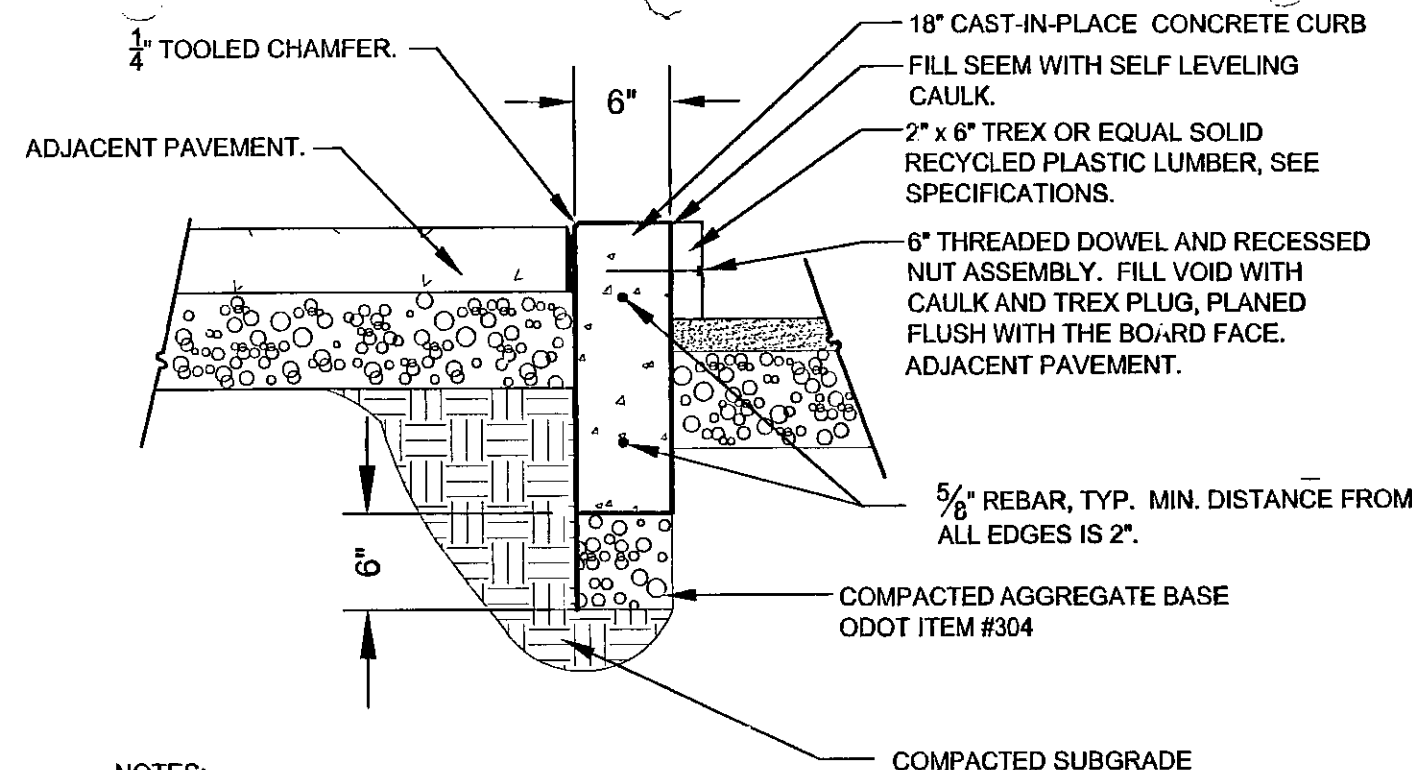 1/4" TOOLED CHAMFER.
ADJACENT PAVEMENT.
6"
18" CAST-IN-PLACE CONCRETE CURB
FILL SEEM WITH SELF LEVELING
CAULK.
2" x 6" TREX OR EQUAL SOLID
RECYCLED PLASTIC LUMBER, SEE
SPECIFICATIONS.
6" THREADED DOWEL AND RECESSED
NUT ASSEMBLY. FILL VOID WITH
CAULK AND TREX PLUG, PLANED
FLUSH WITH THE BOARD FACE.
ADJACENT PAVEMENT.
5/8" REBAR, TYP. MIN. DISTANCE FROM
ALL EDGES IS 2".
6"
COMPACTED AGGREGATE BASE
ODOT ITEM #304
COMPACTED SUBGRADE
NOTES: